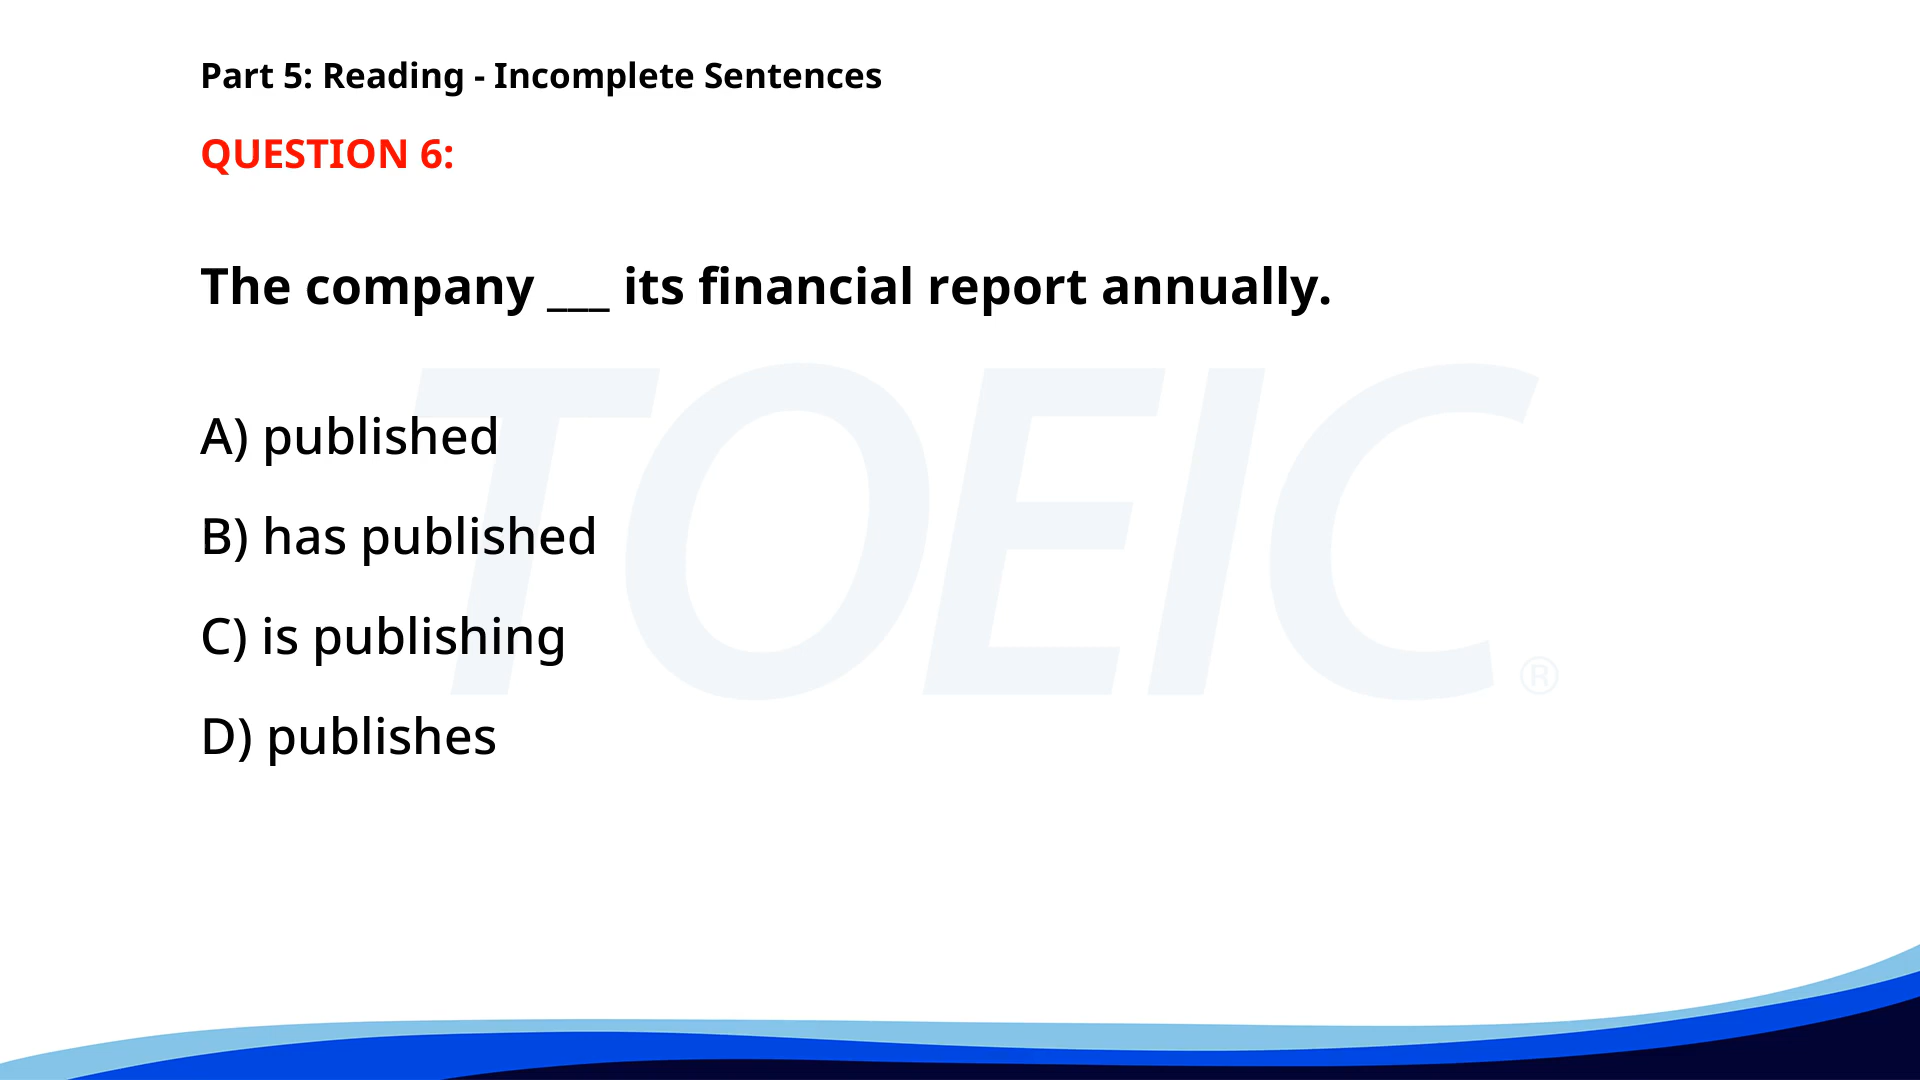 Part 5: Reading - Incomplete Sentences
QUESTION 6:
The company ___ its financial report annually.
TOEIC®
A) published
B) has published
C) is publishing
D) publishes